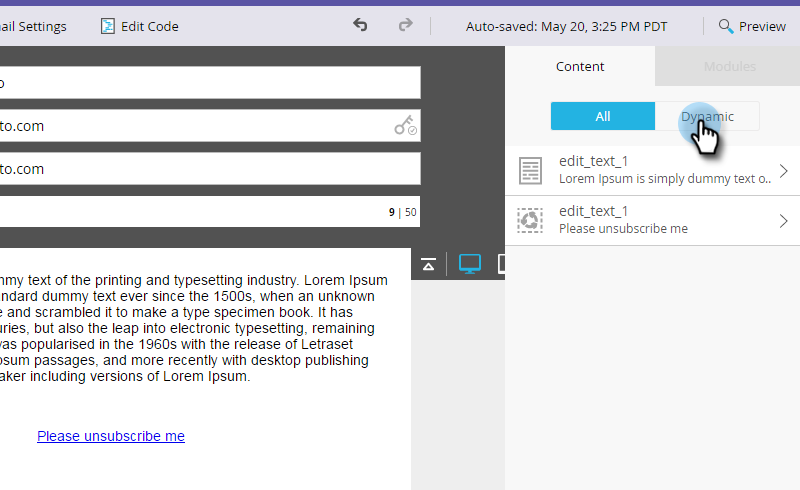 ail Settings
Edit Code
Auto-saved: May 20, 3:25 PM PDT
Preview
Content
Modules
o
All
Dynamic
to.com
to.com
9 | 50
edit_text_1
Lorem Ipsum is simply dummy text o..
edit_text_1
Please unsubscribe me
mmy text of the printing and typesetting industry. Lorem Ipsum
andard dummy text ever since the 1500s, when an unknown
e and scrambled it to make a type specimen book. It has
uries, but also the leap into electronic typesetting, remaining
was popularised in the 1960s with the release of Letraset
psum passages, and more recently with desktop publishing
aker including versions of Lorem Ipsum.
Please unsubscribe me